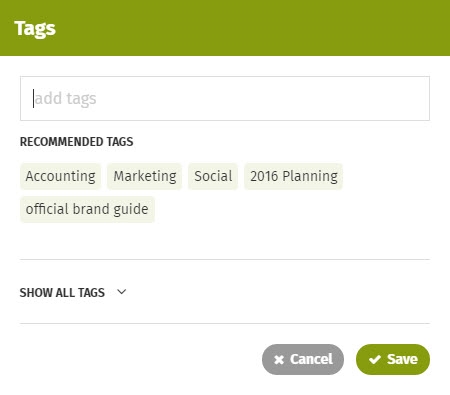 Tags
add tags
RECOMMENDED TAGS
Accounting Marketing Social 2016 Planning
official brand guide
SHOW ALL TAGS
Cancel Save